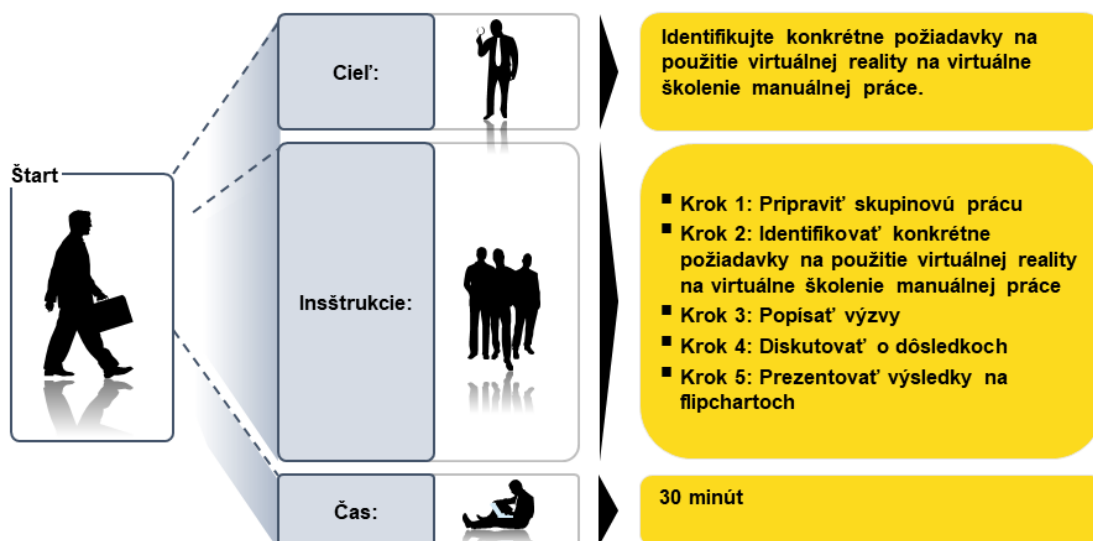 Štart
Cieľ:
Identifikujte konkrétne požiadavky na
použitie virtuálnej reality na virtuálne
školenie manuálnej práce.
Insštrukcie:
▪ Krok 1: Pripraviť skupinovú prácu
▪ Krok 2: Identifikovať konkrétne
požiadavky na použitie virtuálnej reality
na virtuálne školenie manuálnej práce
▪ Krok 3: Popísať výzvy
▪ Krok 4: Diskutovať o dôsledkoch
▪ Krok 5: Prezentovať výsledky na
flipchartoch
Čas:
30 minút